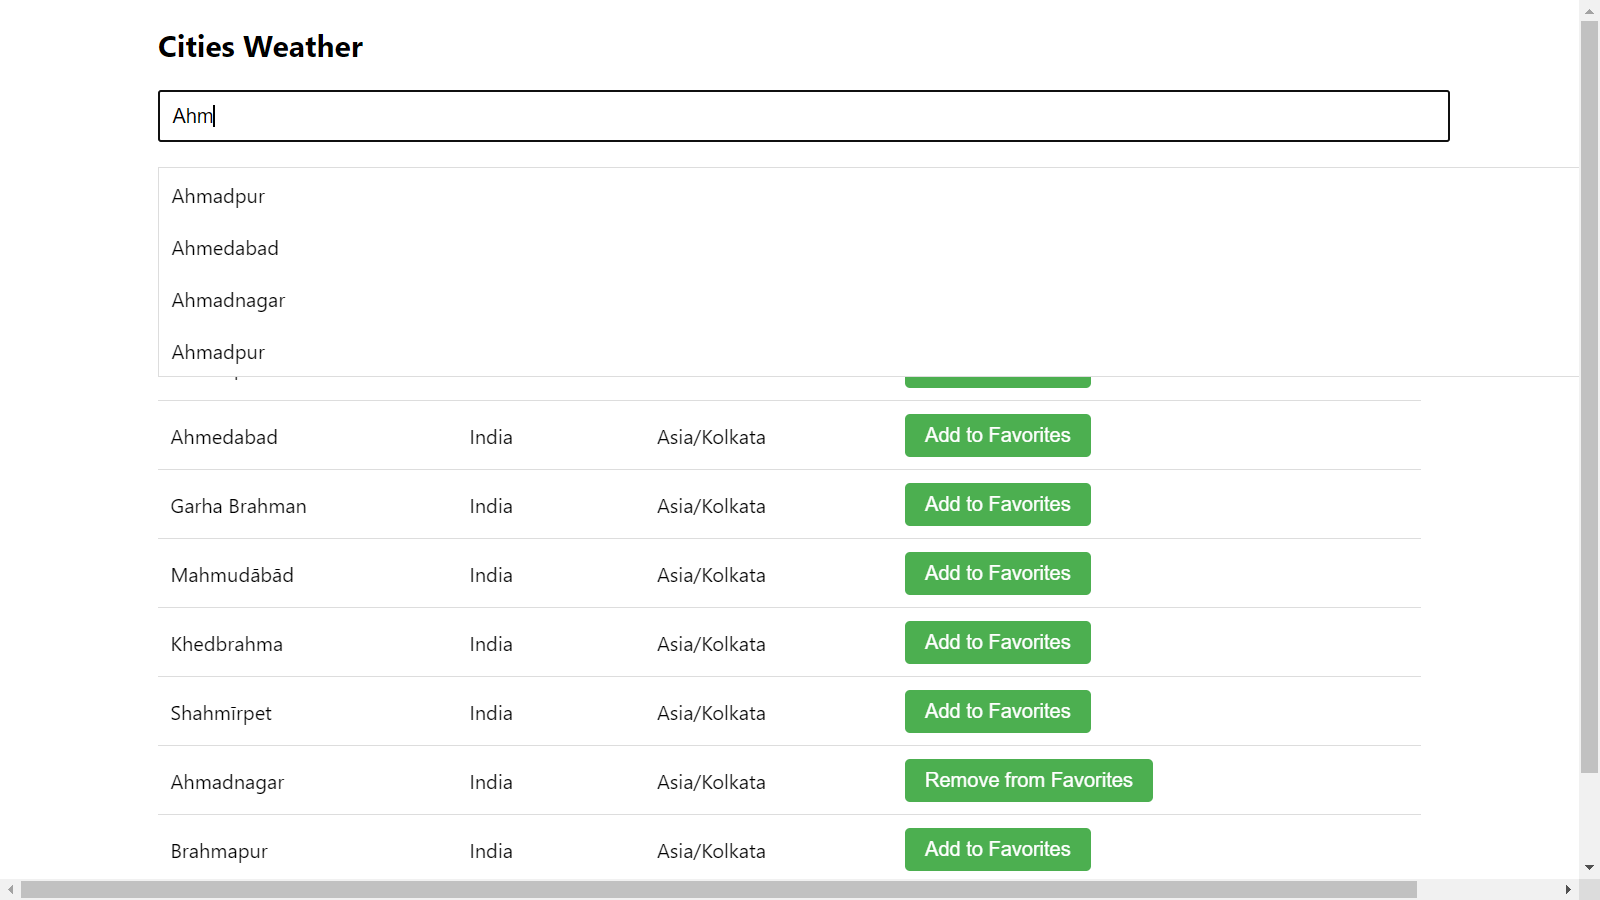 Cities Weather
Ahm
Ahmadpur
Ahmedabad
Ahmadnagar
Ahmadpur
Ahmedabad India Asia/Kolkata Add to Favorites
Garha Brahman India Asia/Kolkata Add to Favorites
Mahmudābād India Asia/Kolkata Add to Favorites
Khedbrahma India Asia/Kolkata Add to Favorites
Shahmīrpet India Asia/Kolkata Add to Favorites
Ahmadnagar India Asia/Kolkata Remove from Favorites
Brahmapur India Asia/Kolkata Add to Favorites